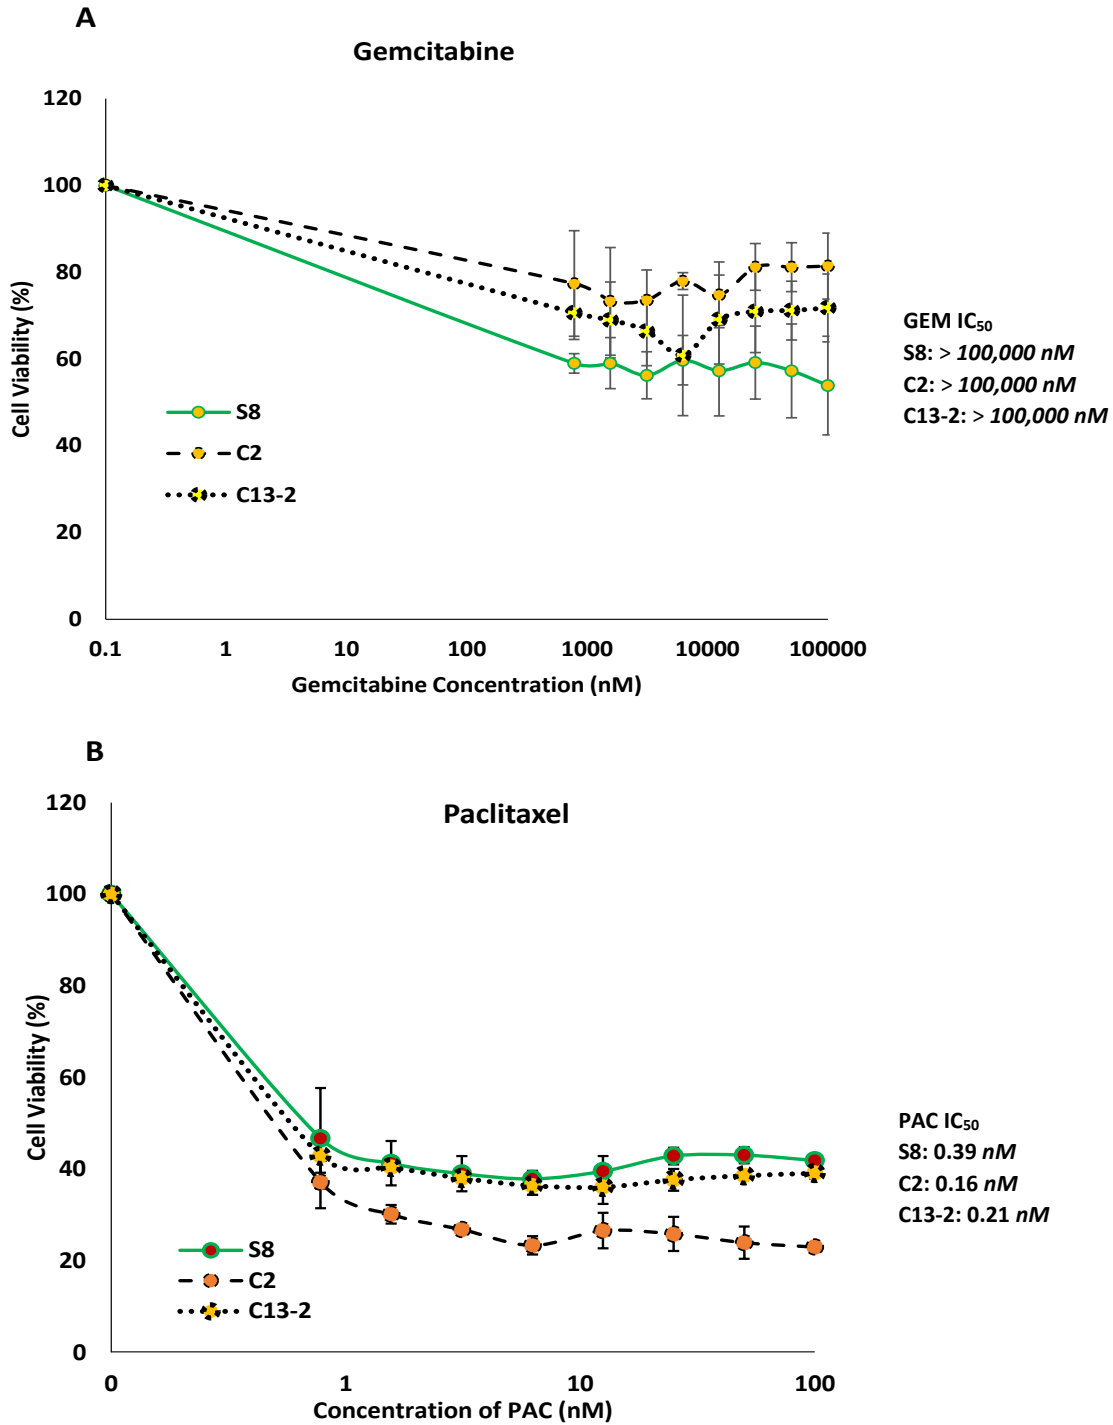 A
Gemcitabine
120
100
80
60
40
20
0
Cell Viability (%)
S8
C2
C13-2
0.1 1 10 100 1000 10000 100000
Gemcitabine Concentration (nM)
GEM IC50
S8: > 100,000 nM
C2: > 100,000 nM
C13-2: > 100,000 nM
B
Paclitaxel
120
100
80
60
40
20
0
Cell Viability (%)
S8
C2
C13-2
0 1 10 100
Concentration of PAC (nM)
PAC IC50
S8: 0.39 nM
C2: 0.16 nM
C13-2: 0.21 nM